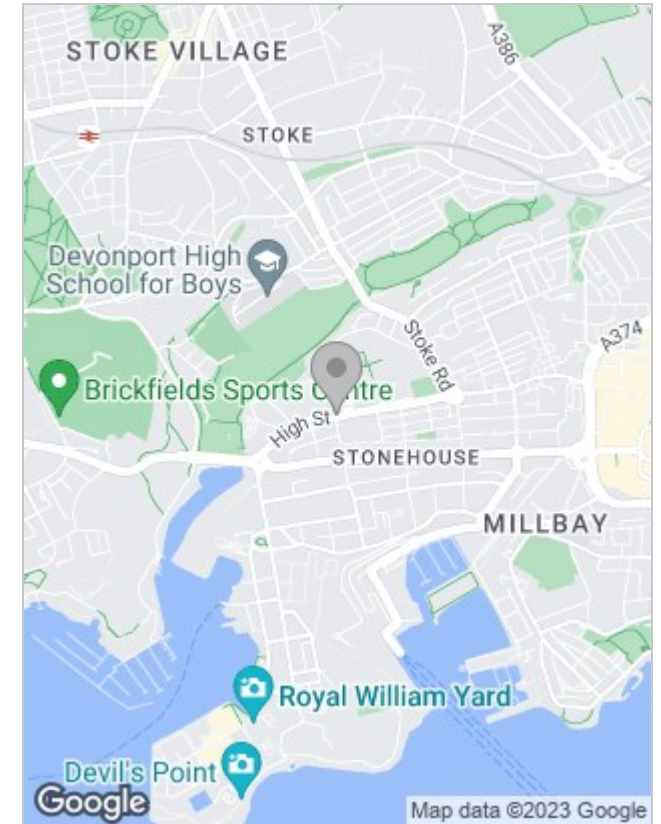 STOKE VILLAGE
A386
STOKE
Devonport High
School for Boys
Stoke Rd
A374
Brickfields Sports C ntre
High St
STONEHOUSE
MILLBAY
Royal William Yard
Devil's Point
Google
Map data ©2023 Google